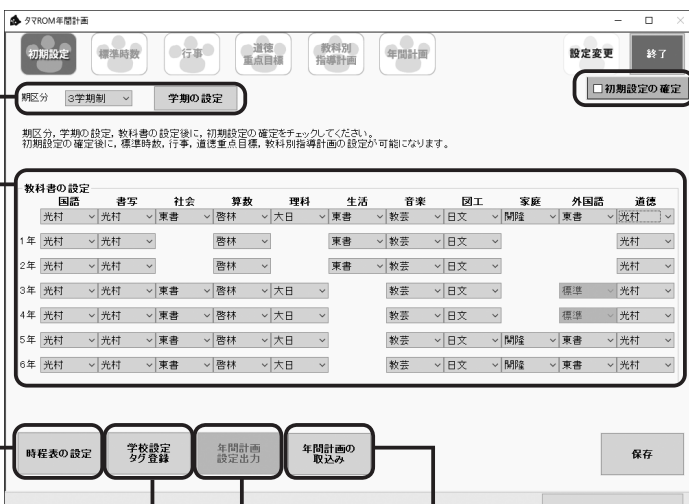 タマROM年間計画
初期設定 標準時数 行事 道徳重点目標 教科別指導計画 年間計画 設定変更 終了
期区分 3学期制 学期の設定 □初期設定の確定
期区分，学期の設定，教科書の設定後に，初期設定の確定をチェックしてください。
初期設定の確定後に，標準時数，行事，道徳重点目標，教科別指導計画の設定が可能になります。
教科書の設定
国語 書写 社会 算数 理科 生活 音楽 図工 家庭 外国語 道徳
光村 光村 東書 啓林 大日 東書 教芸 日文 開隆 東書 光村
1年 光村 光村 啓林 東書 教芸 日文 光村
2年 光村 光村 啓林 東書 教芸 日文 光村
3年 光村 光村 東書 啓林 大日 教芸 日文 標準 光村
4年 光村 光村 東書 啓林 大日 教芸 日文 標準 光村
5年 光村 光村 東書 啓林 大日 教芸 日文 開隆 東書 光村
6年 光村 光村 東書 啓林 大日 教芸 日文 開隆 東書 光村
時程表の設定 学校設定タグ登録 年間計画設定出力 年間計画の取込み 保存